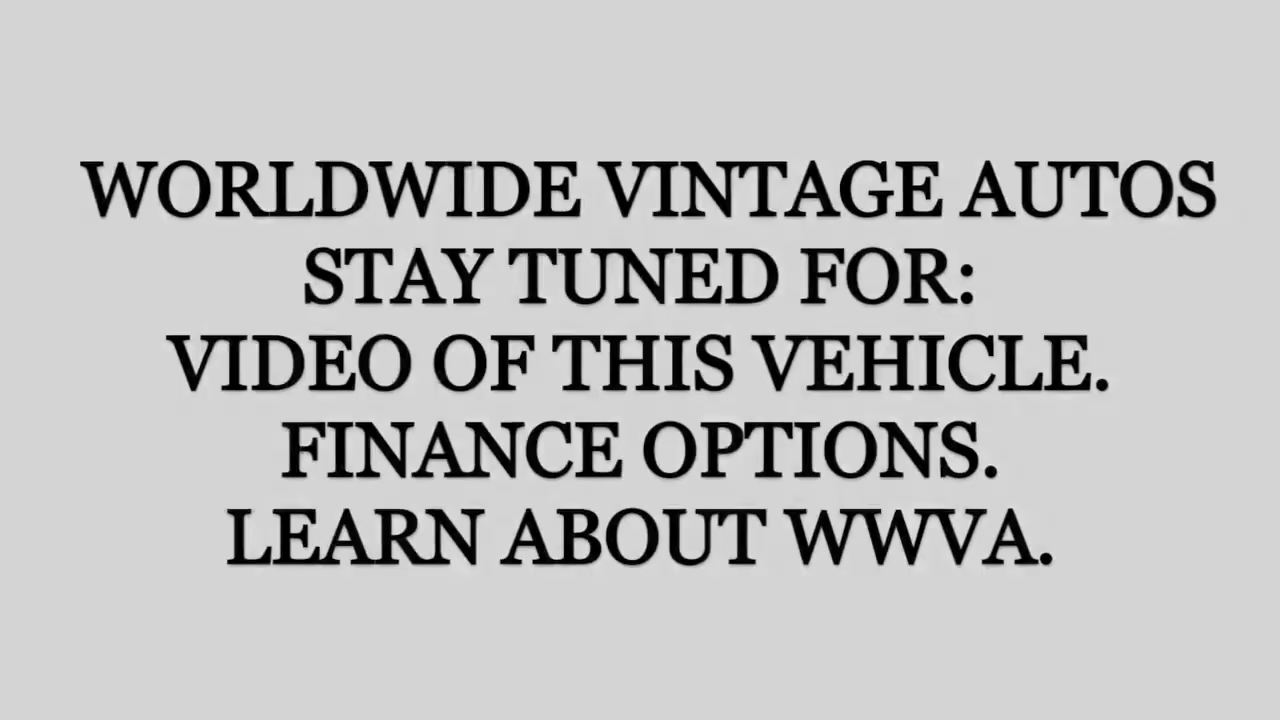 WORLDWIDE VINTAGE AUTOS
STAY TUNED FOR:
VIDEO OF THIS VEHICLE.
FINANCE OPTIONS.
LEARN ABOUT WWVA.